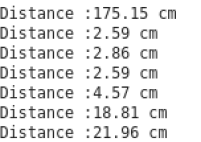 Distance :175.15 cm
Distance :2.59 cm
Distance :2.86 cm
Distance :2.59 cm
Distance :4.57 cm
Distance :18.81 cm
Distance :21.96 cm